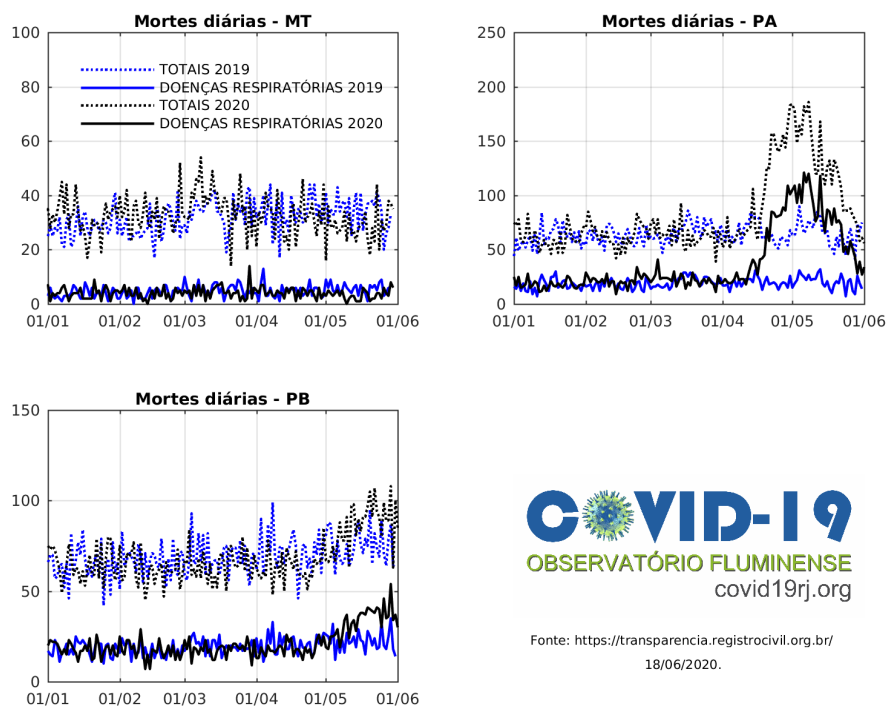 Mortes diárias - MT
100
80
60
40
20
0
TOTAIS 2019
DOENÇAS RESPIRATÓRIAS 2019
TOTAIS 2020
DOENÇAS RESPIRATÓRIAS 2020
01/01 01/02 01/03 01/04 01/05 01/06
Mortes diárias - PA
250
200
150
100
50
0
01/01 01/02 01/03 01/04 01/05 01/06
Mortes diárias - PB
150
100
50
0
01/01 01/02 01/03 01/04 01/05 01/06
COVID-19
OBSERVATÓRIO FLUMINENSE
covid19rj.org
Fonte: https://transparencia.registrocivil.org.br/
18/06/2020.